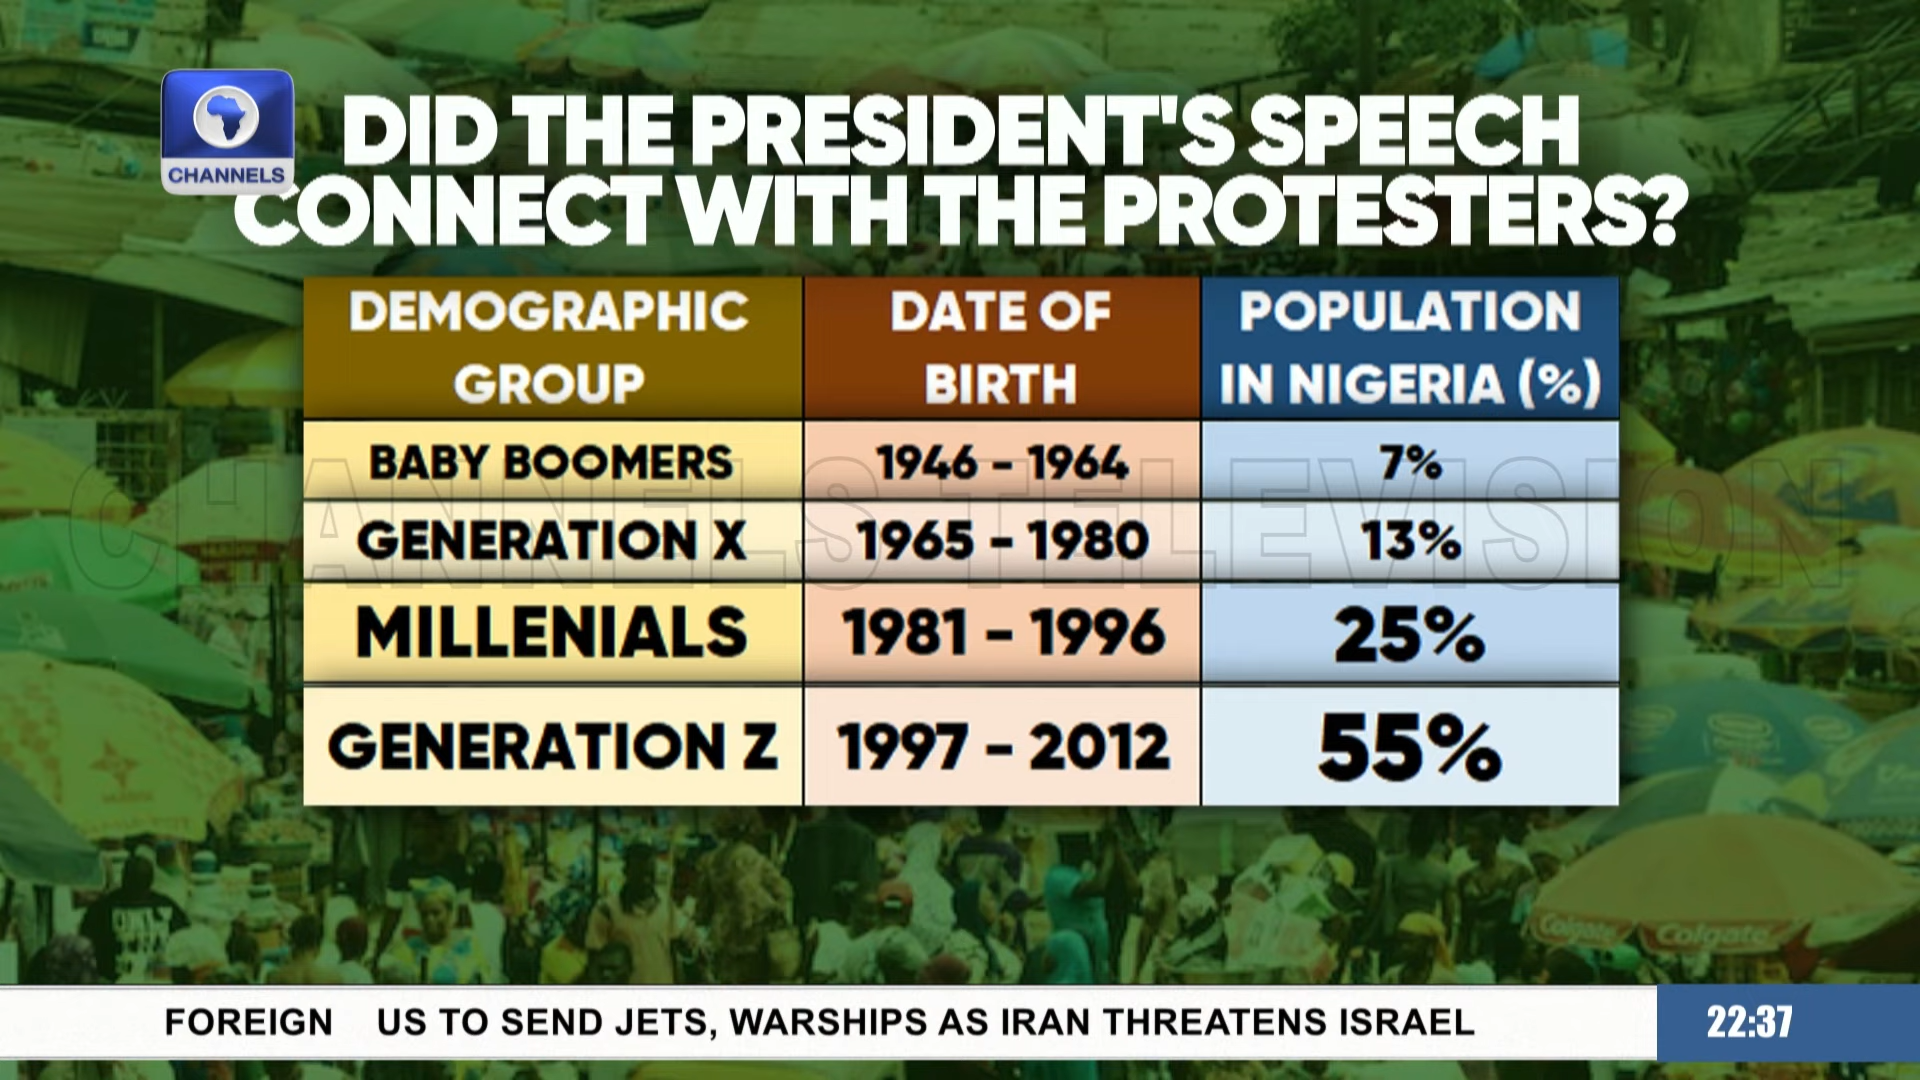 CHANNELS
DID THE PRESIDENT'S SPEECH
CONNECT WITH THE PROTESTERS?
DEMOGRAPHIC
GROUP
DATE OF
BIRTH
POPULATION
IN NIGERIA (%)
BABY BOOMERS 1946 - 1964 7%
GENERATION X 1965 - 1980 13%
MILLENIALS 1981 - 1996 25%
GENERATION Z 1997 - 2012 55%
CHANNELS TELEVISION
Colgate Colgate
FOREIGN US TO SEND JETS, WARSHIPS AS IRAN THREATENS ISRAEL
22:37